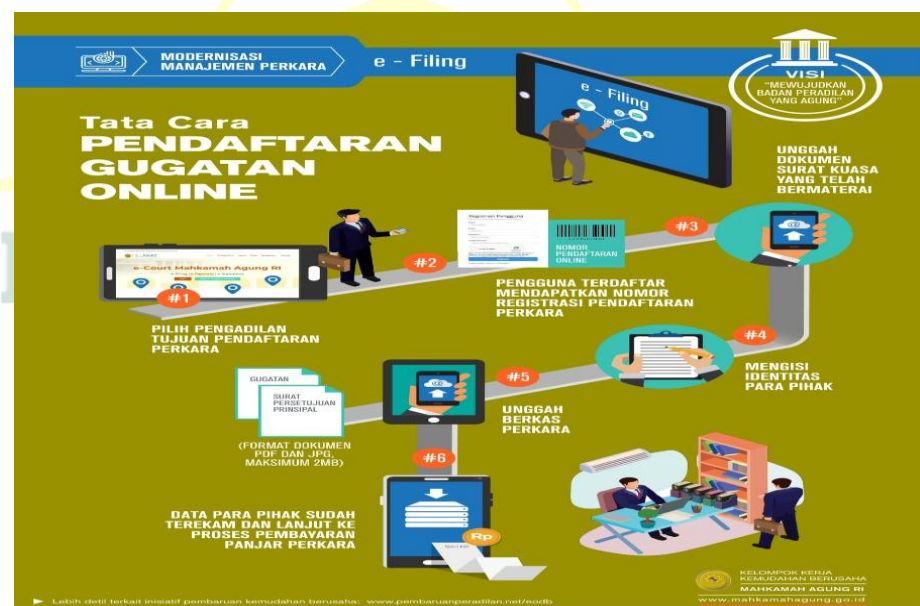 MODERNISASI
MANAJEMEN PERKARA
e - Filing
VISI
"MEWUJUDKAN
BADAN PERADILAN
YANG AGUNG"
e - Filing
Tata Cara
PENDAFTARAN
GUGATAN
ONLINE
UNGGAH
DOKUMEN
SURAT KUASA
YANG TELAH
BERMATERAI
e-Court Mahkamah Agung RI
#1
PILIH PENGADILAN
TUJUAN PENDAFTARAN
PERKARA
#2
Registrasi Pengguna
NOMOR
PENDAFTARAN
ONLINE
PENGGUNA TERDAFTAR
MENDAPATKAN NOMOR
REGISTRASI PENDAFTARAN
PERKARA
#3
#4
MENGISI
IDENTITAS
PARA PIHAK
#5
UNGGAH
BERKAS
PERKARA
GUGATAN
SURAT
PERSETUJUAN
PRINSIPAL
(FORMAT DOKUMEN
PDF DAN JPG,
MAKSIMUM 2MB)
#6
DATA PARA PIHAK SUDAH
TEREKAM DAN LANJUT KE
PROSES PEMBAYARAN
PANJAR PERKARA
Rp
KELOMPOK KERJA
KEMUDAHAN BERUSAHA
MAHKAMAH AGUNG RI
www.mahkamahagung.go.id
Lebih detil terkait inisiatif pembaruan kemudahan berusaha: www.pembaruanperadilan.net/eodb